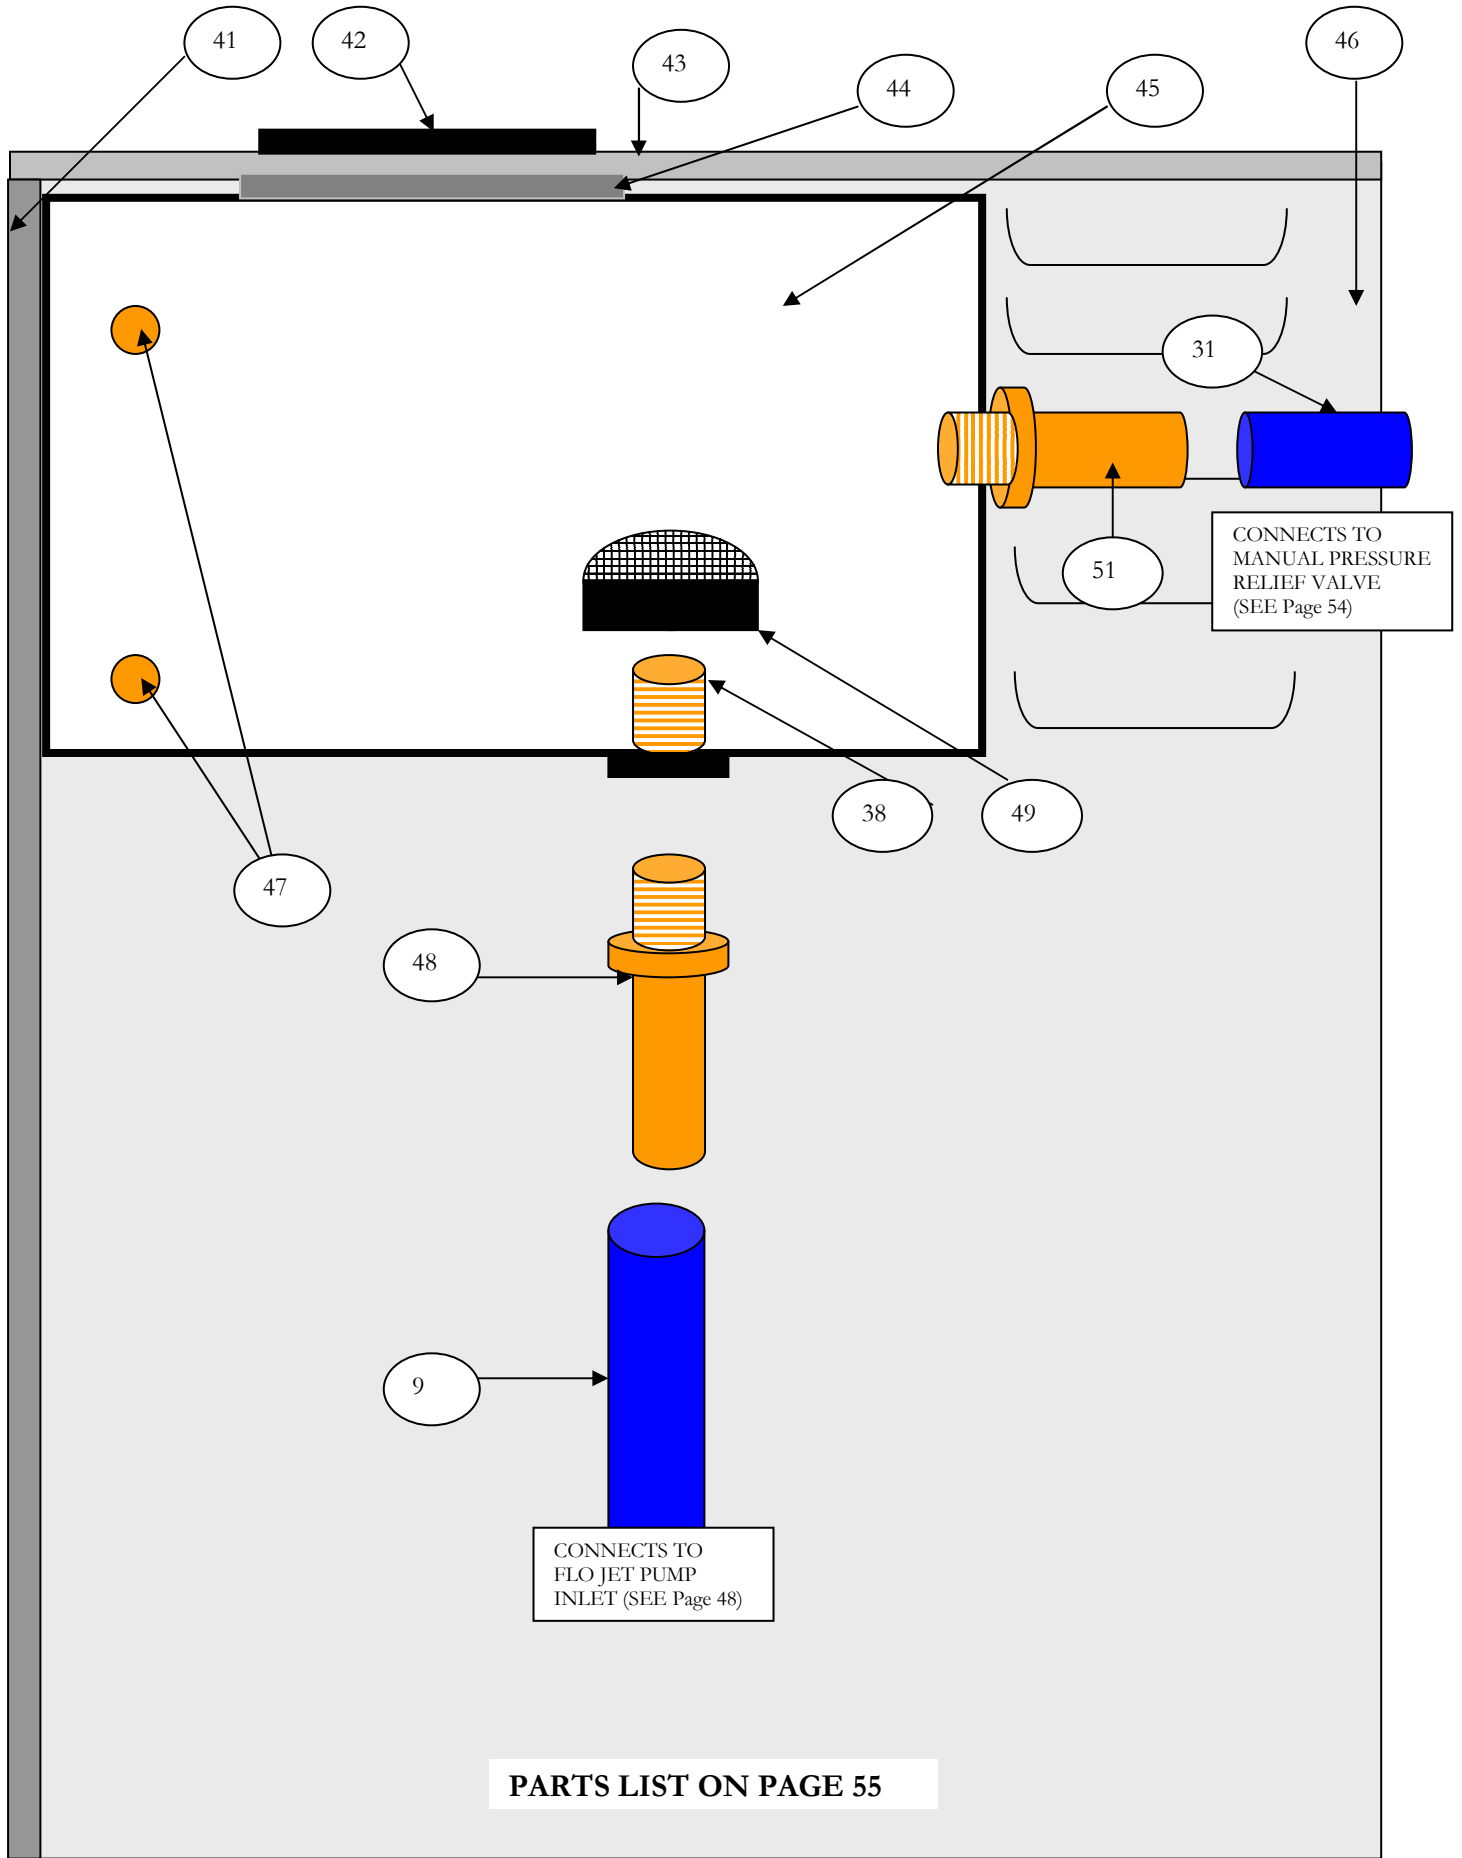 41
42
43
44
45
46
31
CONNECTS TO
MANUAL PRESSURE
RELIEF VALVE
(SEE Page 54)
51
38
49
47
48
9
CONNECTS TO
FLO JET PUMP
INLET (SEE Page 48)
PARTS LIST ON PAGE 55